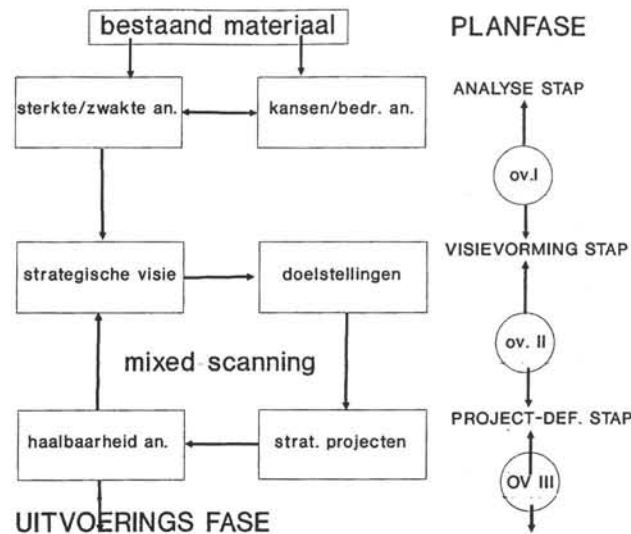 bestaand materiaal
PLANFASE
sterkte/zwakte an.
kansen/bedr. an.
ANALYSE STAP
ov.I
strategische visie
doelstellingen
VISIEVORMING STAP
mixed scanning
ov. II
haalbaarheid an.
strat. projecten
PROJECT-DEF. STAP
OV III
UITVOERINGS FASE